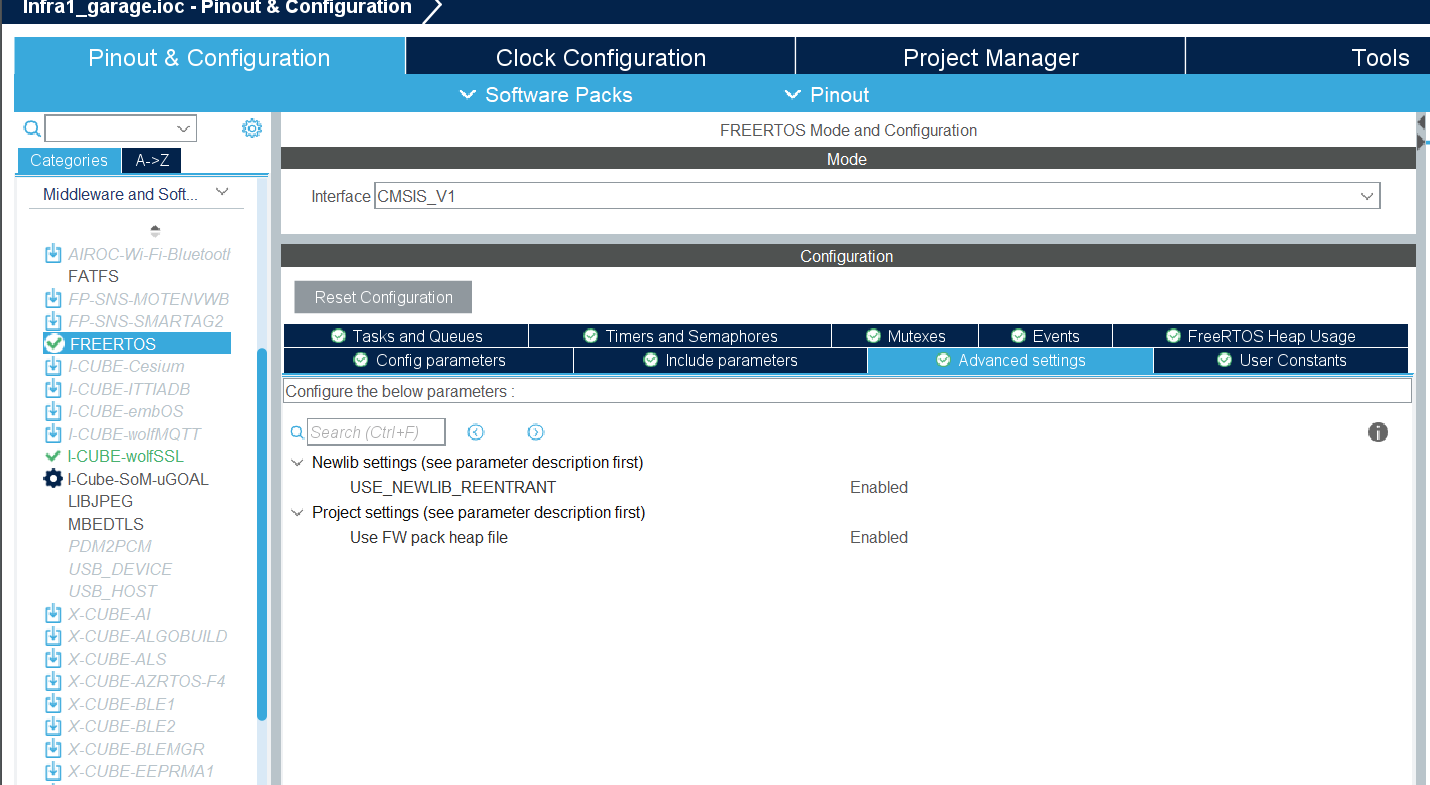 Infra1_garage.ioc - Pinout & Configuration
Pinout & Configuration
Clock Configuration
Project Manager
Tools
Software Packs
Pinout
Categories
A->Z
Middleware and Soft...
AIROC-Wi-Fi-Bluetooth
FATFS
FP-SNS-MOTENVWB
FP-SNS-SMARTAG2
FREERTOS
I-CUBE-Cesium
I-CUBE-ITTIADB
I-CUBE-embOS
I-CUBE-wolfMQTT
I-CUBE-wolfSSL
I-Cube-SoM-uGOAL
LIBJPEG
MBEDTLS
PDM2PCM
USB_DEVICE
USB_HOST
X-CUBE-AI
X-CUBE-ALGOBUILD
X-CUBE-ALS
X-CUBE-AZRTOS-F4
X-CUBE-BLE1
X-CUBE-BLE2
X-CUBE-BLEMGR
X-CUBE-EEPRMA1
FREERTOS Mode and Configuration
Mode
Interface CMSIS_V1
Configuration
Reset Configuration
Tasks and Queues
Timers and Semaphores
Mutexes
Events
FreeRTOS Heap Usage
Config parameters
Include parameters
Advanced settings
User Constants
Configure the below parameters :
Search (Ctrl+F)
Newlib settings (see parameter description first)
USE_NEWLIB_REENTRANT Enabled
Project settings (see parameter description first)
Use FW pack heap file Enabled